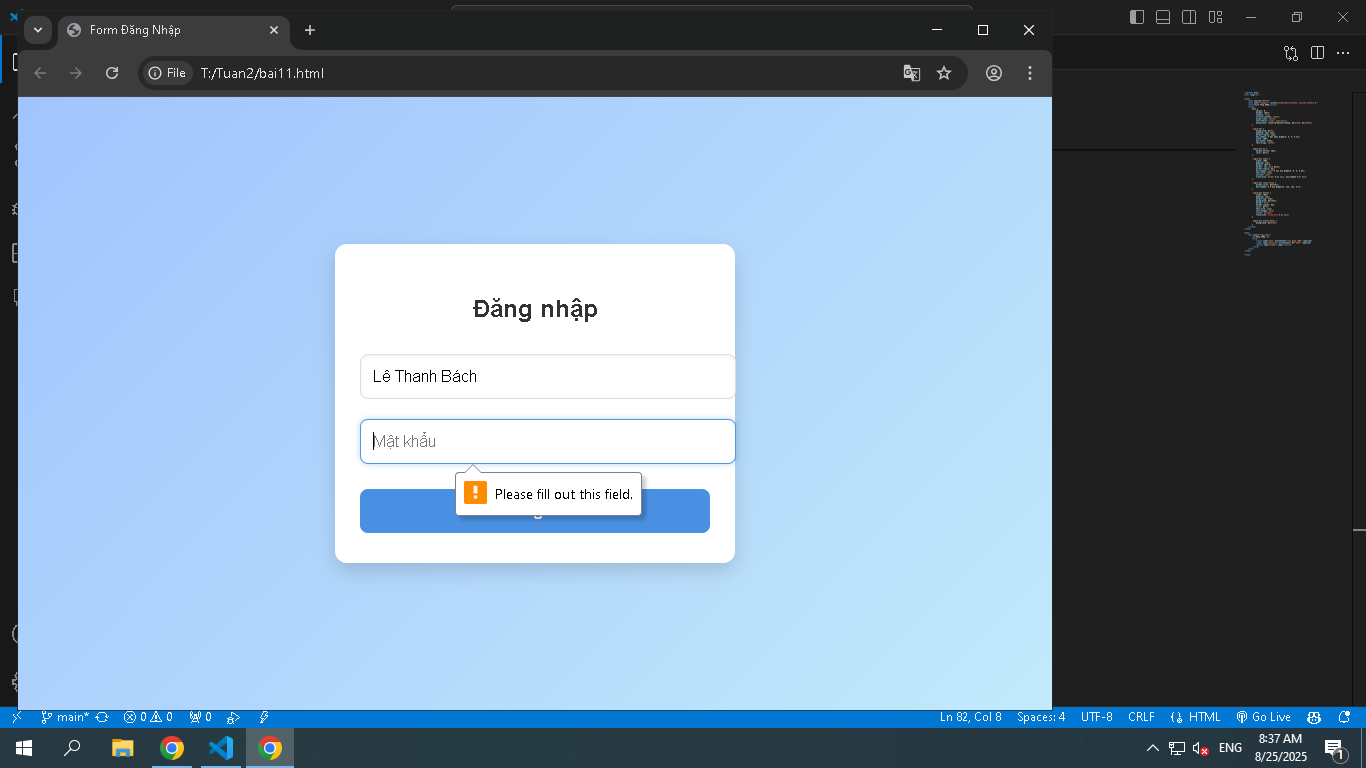 Form Đăng Nhập
File
T:/Tuan2/bai11.html
Đăng nhập
Lê Thanh Bách
Mật khẩu
Please fill out this field.
main*
0
0
0
Ln 82, Col 8
Spaces: 4
UTF-8
CRLF
HTML
Go Live
ENG
8:37 AM
8/25/2025
1